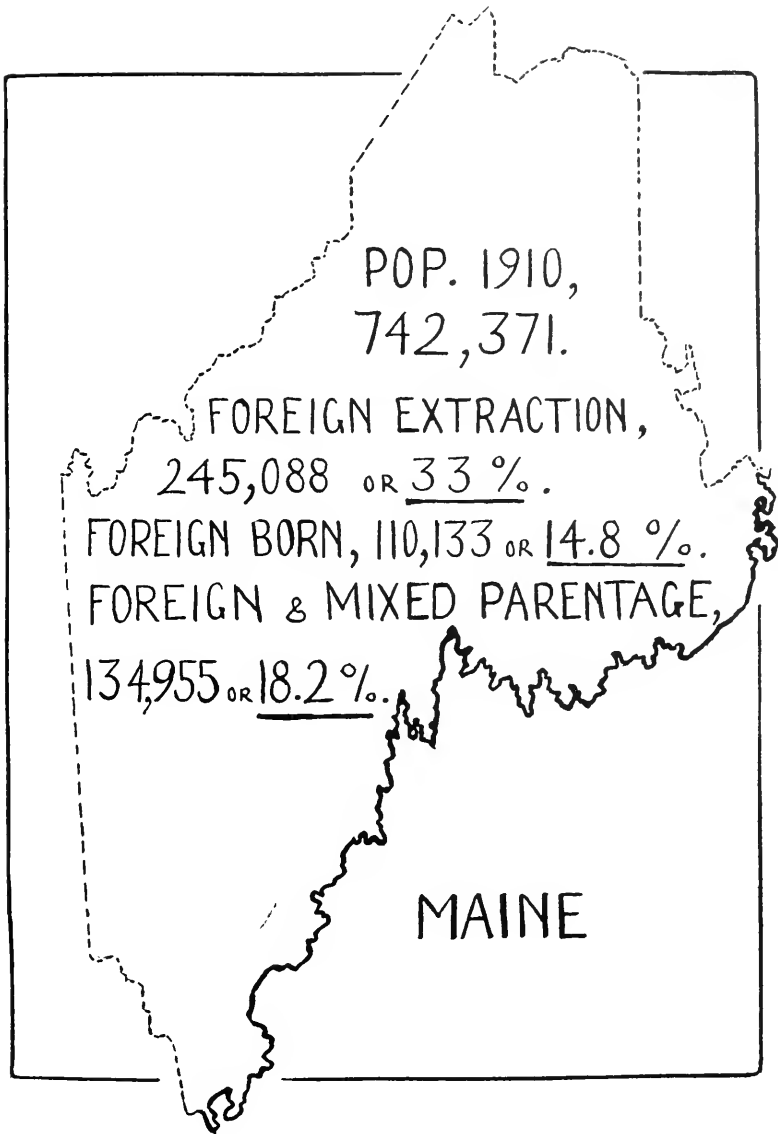 POP. 1910,
742,371.
FOREIGN EXTRACTION,
245,088 OR 33 %.
FOREIGN BORN, 110,133 OR 14.8 %.
FOREIGN & MIXED PARENTAGE,
134,955 OR 18.2 %.
MAINE